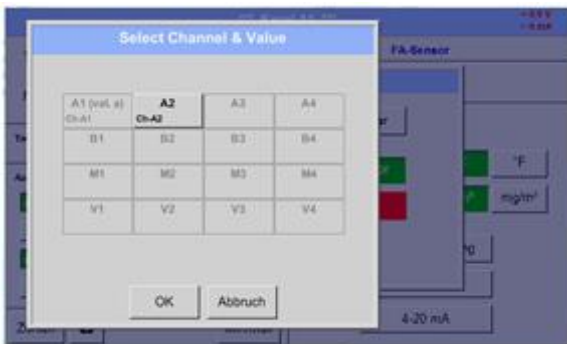 Select Channel & Value
FA-Sensor
A1 (val. a) A2 A3 A4
Ch-A1 Ch-A2
B1 B2 B3 B4
M1 M2 M3 M4
V1 V2 V3 V4
°F
mg/m³
OK Abbruch
4-20 mA